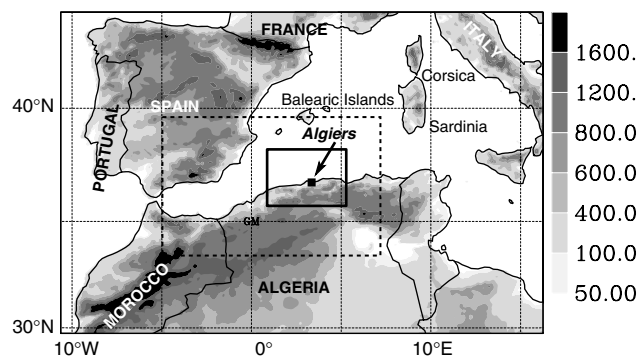 FRANCE
ITALY
Corsica
40°N
SPAIN
Balearic Islands
Algiers
Sardinia
PORTUGAL
GM
MOROCCO
ALGERIA
30°N
10°W
0°
10°E
1600.
1200.
800.0
600.0
400.0
100.0
50.00